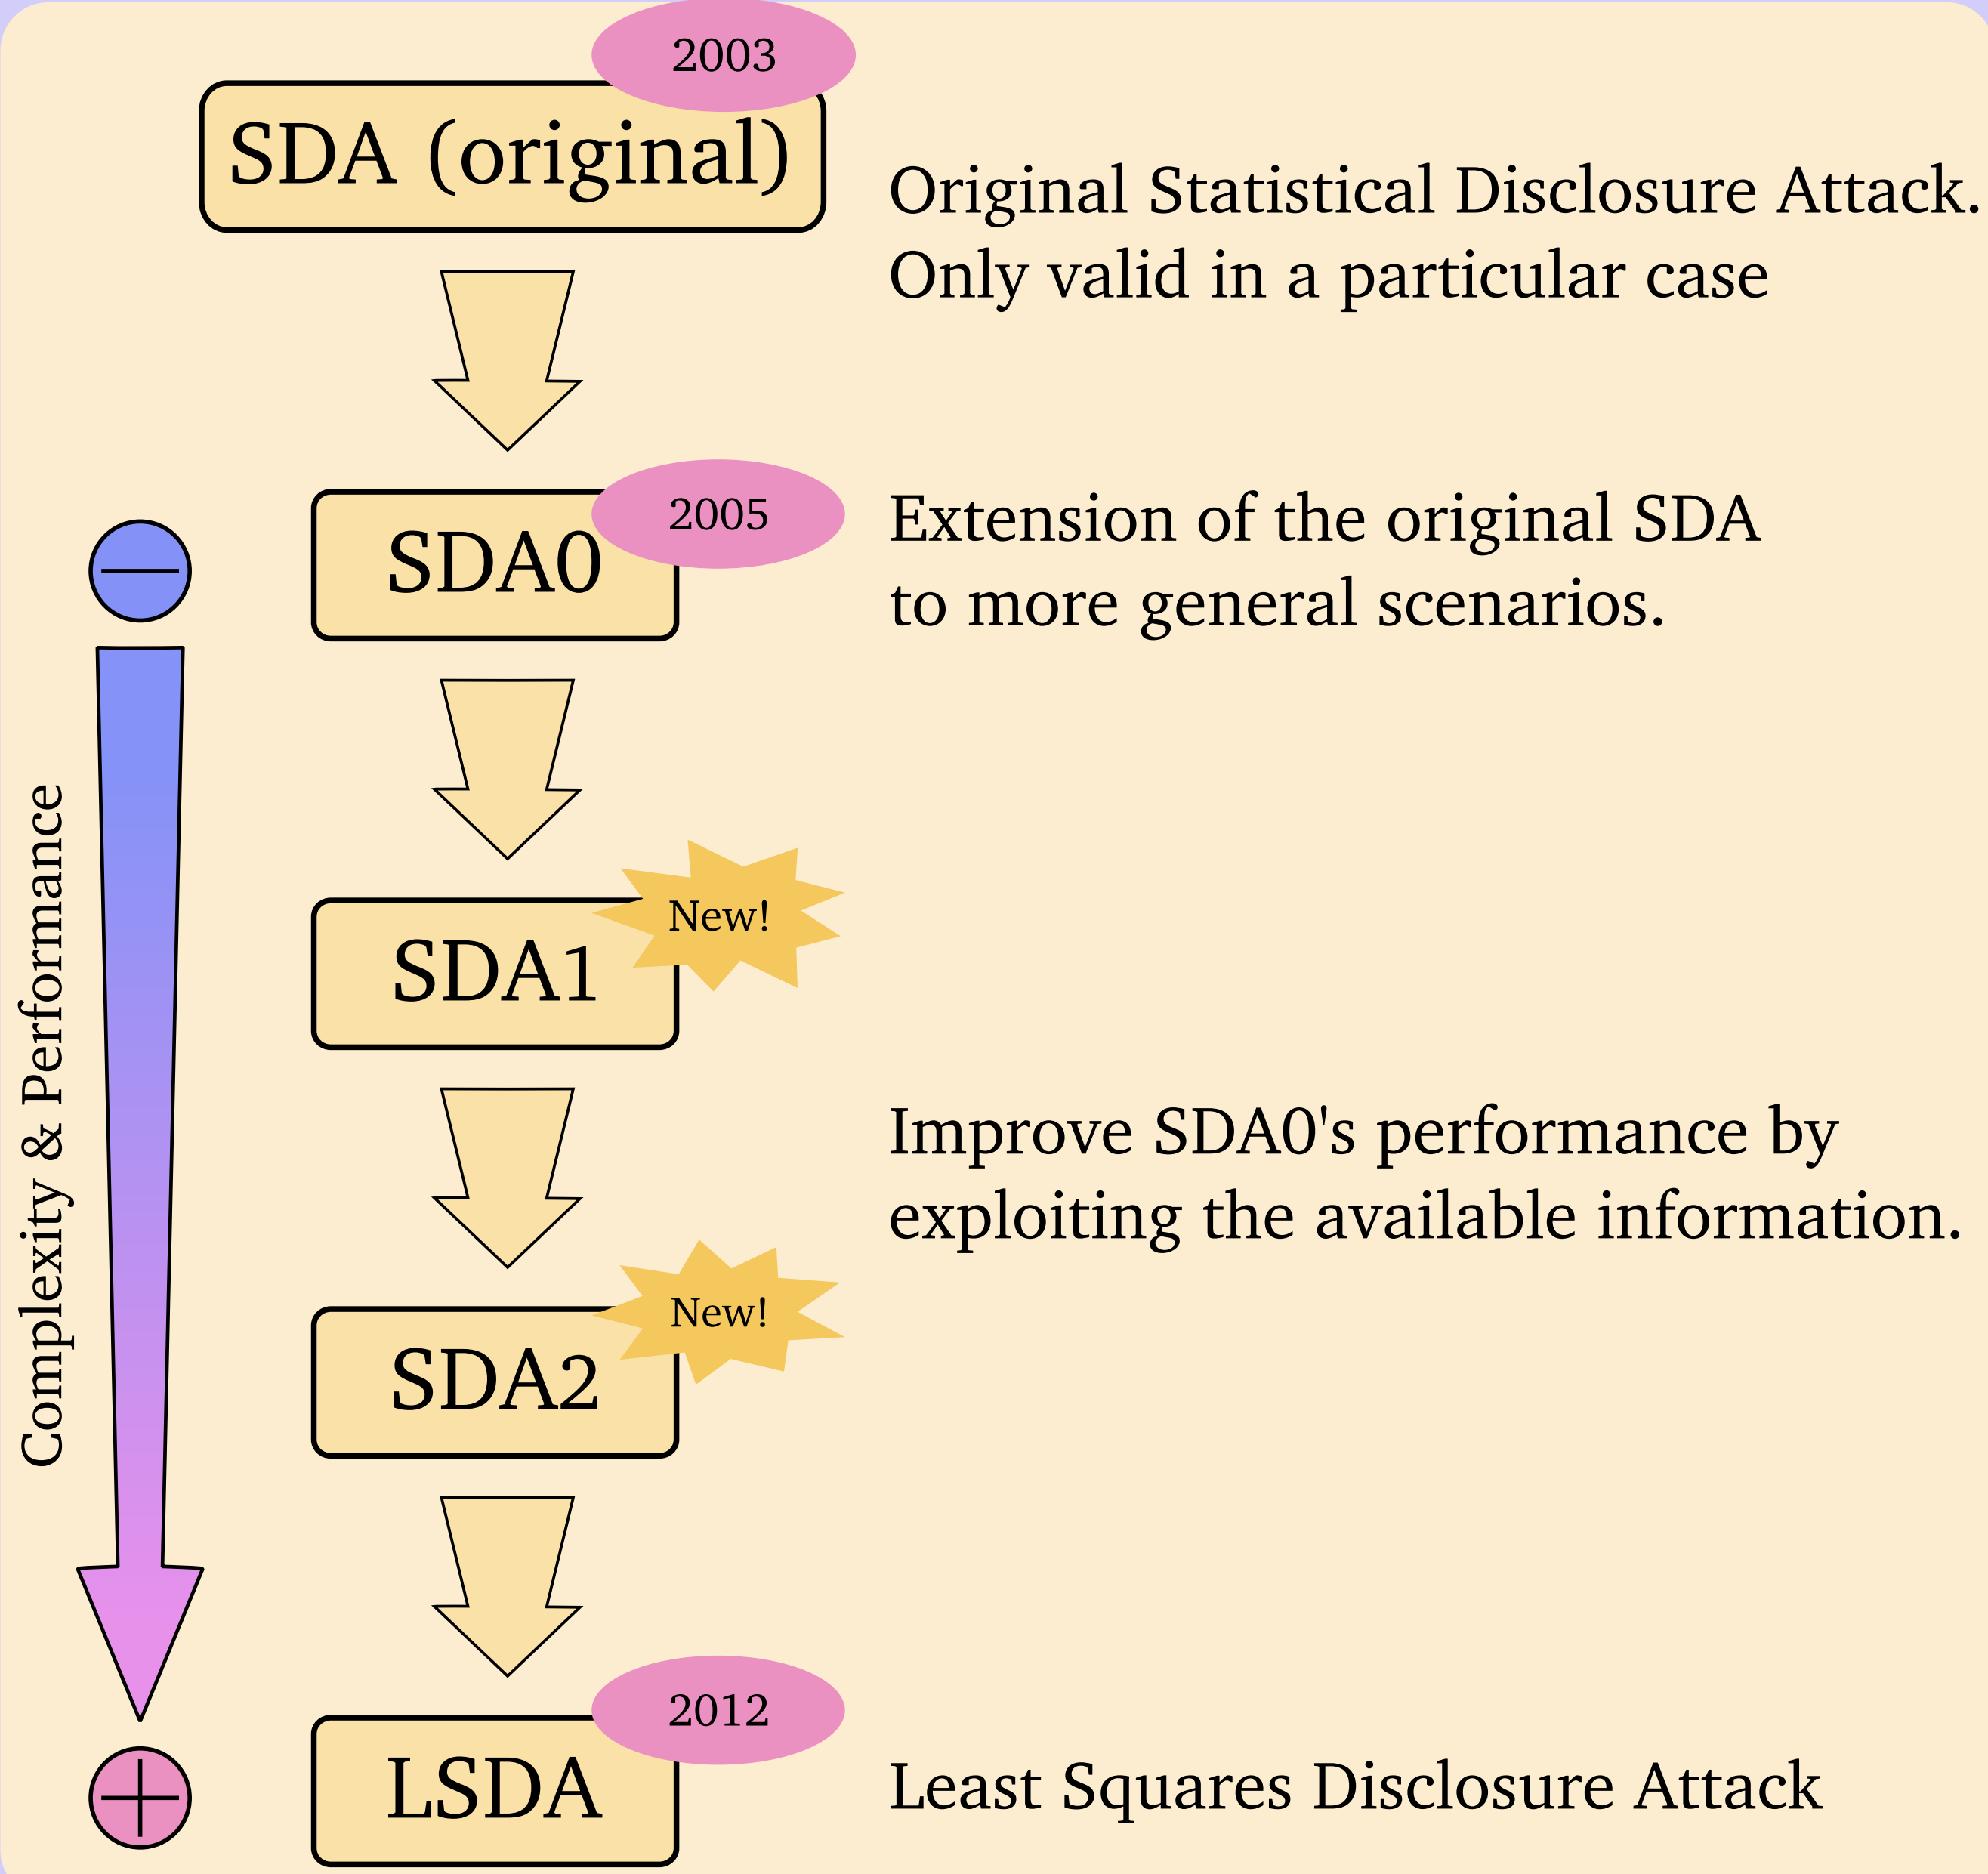 2003
SDA (original)
Original Statistical Disclosure Attack.
Only valid in a particular case
2005
SDA0
Extension of the original SDA
to more general scenarios.
New!
SDA1
Improve SDA0's performance by
exploiting the available information.
New!
SDA2
2012
LSDA
Least Squares Disclosure Attack
Complexity & Performance